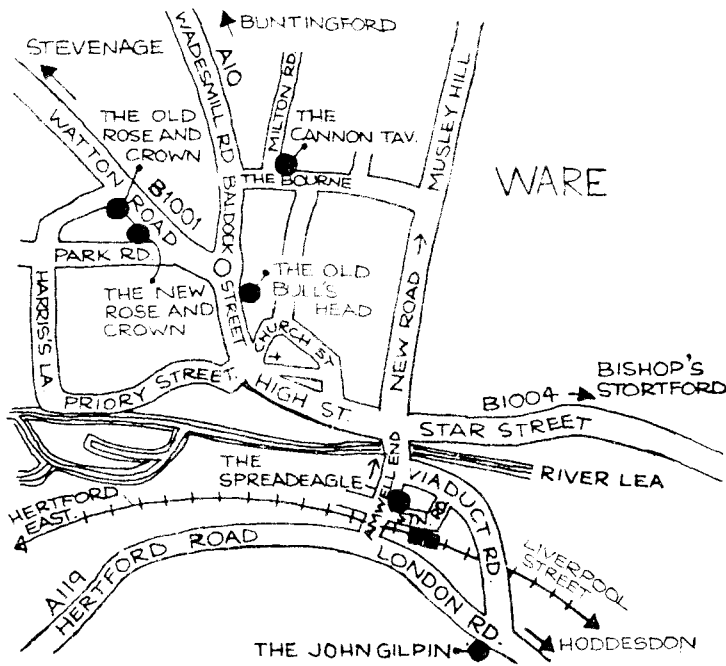 BUNTINGFORD
STEVENAGE
WADESMILL RD
A10
MILTON RD.
MUSLEY HILL
THE OLD
ROSE AND
CROWN
THE
CANNON TAV.
WATTON ROAD
B1001
BALDOCK STREET
THE BOURNE
WARE
PARK RD.
THE NEW
ROSE AND
CROWN
THE OLD
BULL'S
HEAD
HARRIS'S LA
CHURCH ST
NEW ROAD
PRIORY STREET
HIGH ST.
B1004
BISHOP'S
STORTFORD
STAR STREET
THE
SPREADEAGLE
AMWELL END
VIADUCT RD.
RIVER LEA
HERTFORD
EAST.
STN. RD
LIVERPOOL
STREET
A119
HERTFORD ROAD
LONDON RD.
THE JOHN GILPIN
HODDESDON